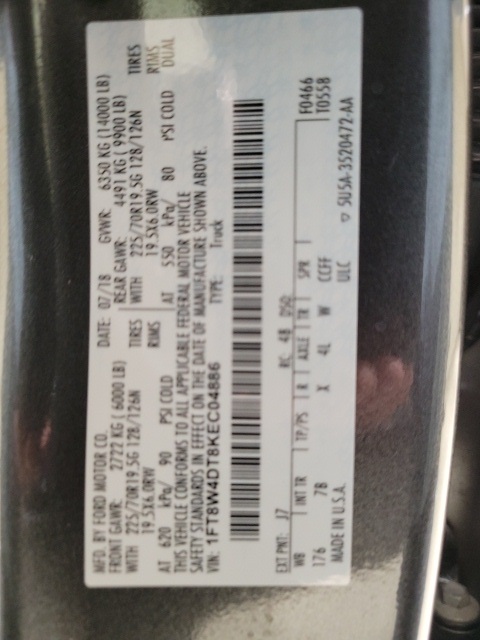 MFD. BY FORD MOTOR CO.
DATE: 07/18 GVWR: 6350 KG (14000 LB)
FRONT GAWR: 2722 KG ( 6000 LB) REAR GAWR: 4491 KG ( 9900 LB)
WITH 225/70R19.5G 128/126N TIRES WITH 225/70R19.5G 128/126N TIRES
19.5X6.0RW RIMS 19.5X6.0RW RIMS
AT 620 kPa/ 90 PSI COLD AT 550 kPa/ 80 PSI COLD DUAL
THIS VEHICLE CONFORMS TO ALL APPLICABLE FEDERAL MOTOR VEHICLE
SAFETY STANDARDS IN EFFECT ON THE DATE OF MANUFACTURE SHOWN ABOVE.
VIN: 1FT8W4DT8KEC04886 TYPE: Truck
EXT PNT: J7 RC: 48 DSO: F0466
WB INT TR TP/PS R AXLE TR SPR T0558
176 7B X 4L W CCFF
MADE IN U.S.A. ULC ▽ 5U5A-3520472-AA